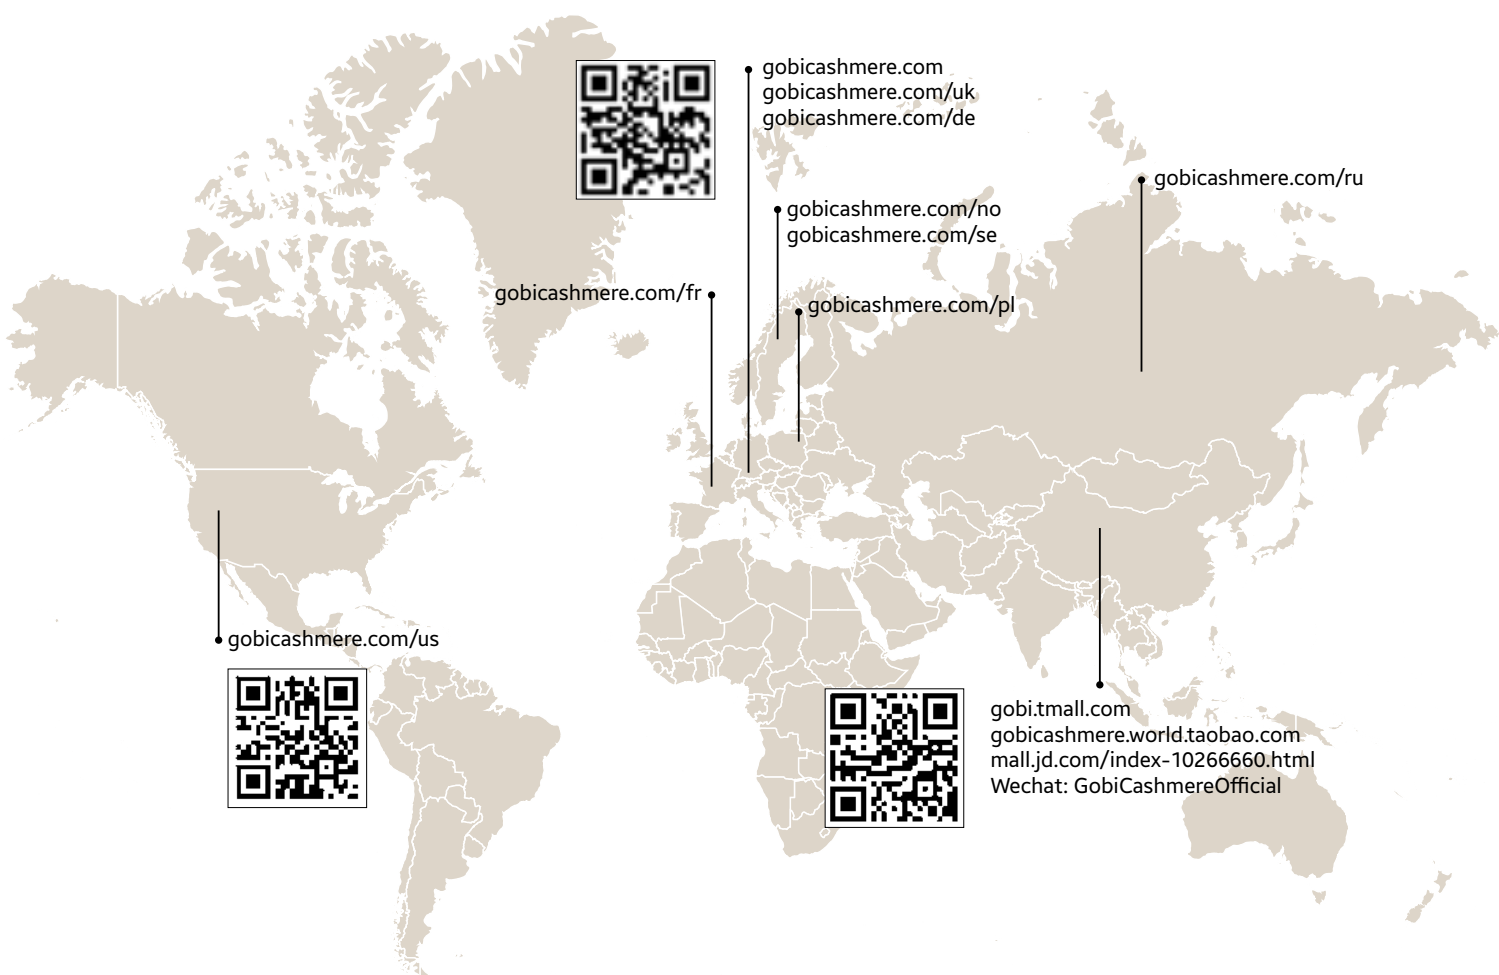 gobicashmere.com
gobicashmere.com/uk
gobicashmere.com/de
gobicashmere.com/ru
gobicashmere.com/no
gobicashmere.com/se
gobicashmere.com/fr
gobicashmere.com/pl
gobicashmere.com/us
gobi.tmall.com
gobicashmere.world.taobao.com
mall.jd.com/index-10266660.html
Wechat: GobiCashmereOfficial